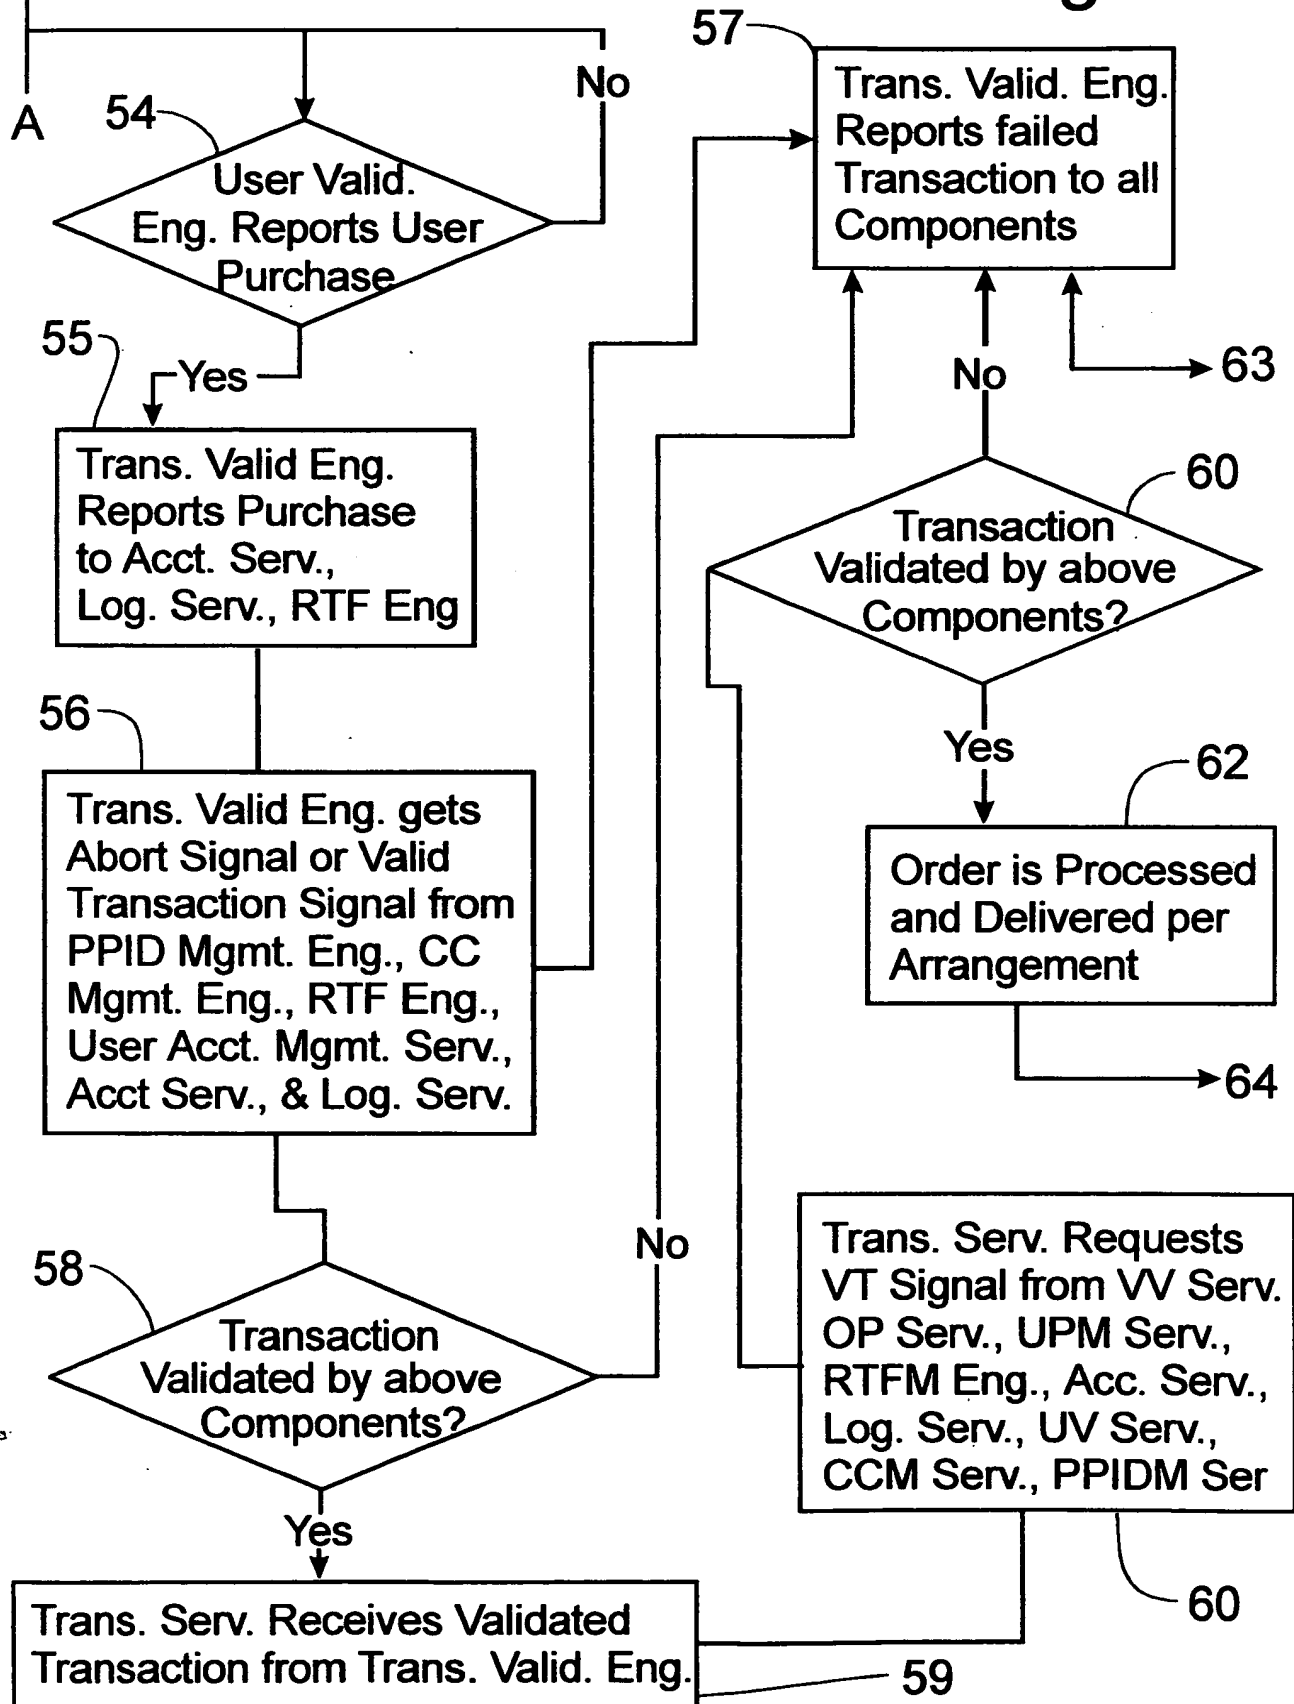 57
No
A
54
User Valid.
Eng. Reports User
Purchase
Trans. Valid. Eng.
Reports failed
Transaction to all
Components
55
Yes
No
63
Trans. Valid Eng.
Reports Purchase
to Acct. Serv.,
Log. Serv., RTF Eng
60
Transaction
Validated by above
Components?
56
Yes
62
Trans. Valid Eng. gets
Abort Signal or Valid
Transaction Signal from
PPID Mgmt. Eng., CC
Mgmt. Eng., RTF Eng.,
User Acct. Mgmt. Serv.,
Acct Serv., & Log. Serv.
Order is Processed
and Delivered per
Arrangement
64
58
No
Transaction
Validated by above
Components?
Yes
Trans. Serv. Requests
VT Signal from VV Serv.
OP Serv., UPM Serv.,
RTFM Eng., Acc. Serv.,
Log. Serv., UV Serv.,
CCM Serv., PPIDM Ser
60
Trans. Serv. Receives Validated
Transaction from Trans. Valid. Eng.
59